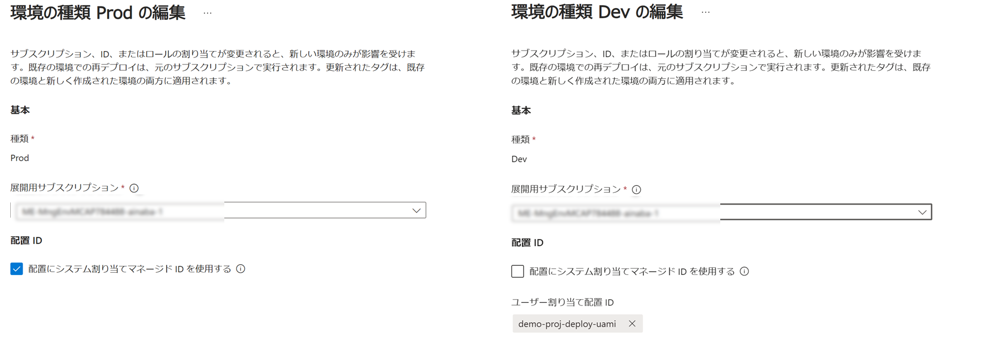 環境の種類 Prod の編集 …
サブスクリプション、ID、またはロールの割り当てが変更されると、新しい環境のみが影響を受けま
す。既存の環境での再デプロイは、元のサブスクリプションで実行されます。更新されたタグは、既存
の環境と新しく作成された環境の両方に適用されます。
基本
種類 *
Prod
展開用サブスクリプション *
配置 ID
配置にシステム割り当てマネージド ID を使用する
環境の種類 Dev の編集 …
サブスクリプション、ID、またはロールの割り当てが変更されると、新しい環境のみが影響を受けま
す。既存の環境での再デプロイは、元のサブスクリプションで実行されます。更新されたタグは、既存
の環境と新しく作成された環境の両方に適用されます。
基本
種類 *
Dev
展開用サブスクリプション *
配置 ID
配置にシステム割り当てマネージド ID を使用する
ユーザー割り当て配置 ID
demo-proj-deploy-uami